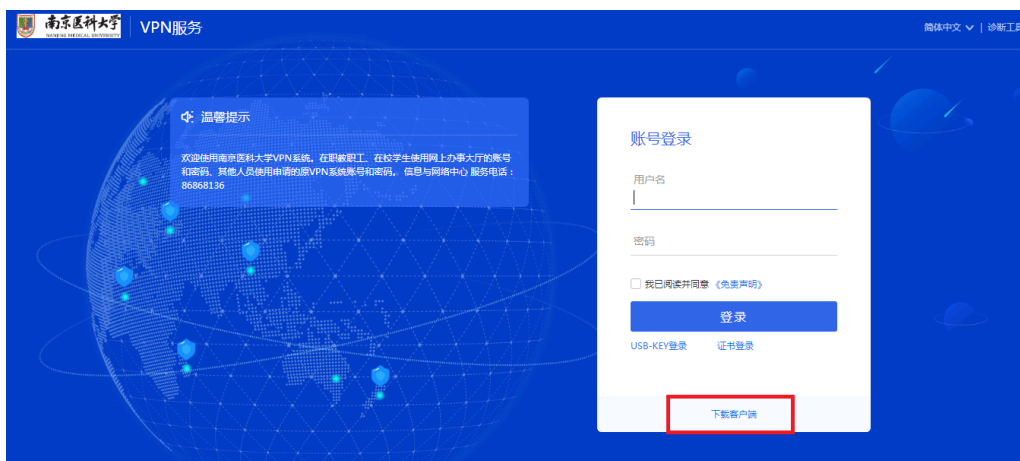 南京医科大学
NANJING MEDICAL UNIVERSITY
VPN服务
简体中文 | 诊断工具
温馨提示
欢迎使用南京医科大学VPN系统。在职教职工、在校学生使用网上办事大厅的账号
和密码，其他人员使用申请的原VPN系统账号和密码。 信息与网络中心 服务电话：
86868136
账号登录
用户名
密码
我已阅读并同意 《免责声明》
登录
USB-KEY登录 证书登录
下载客户端